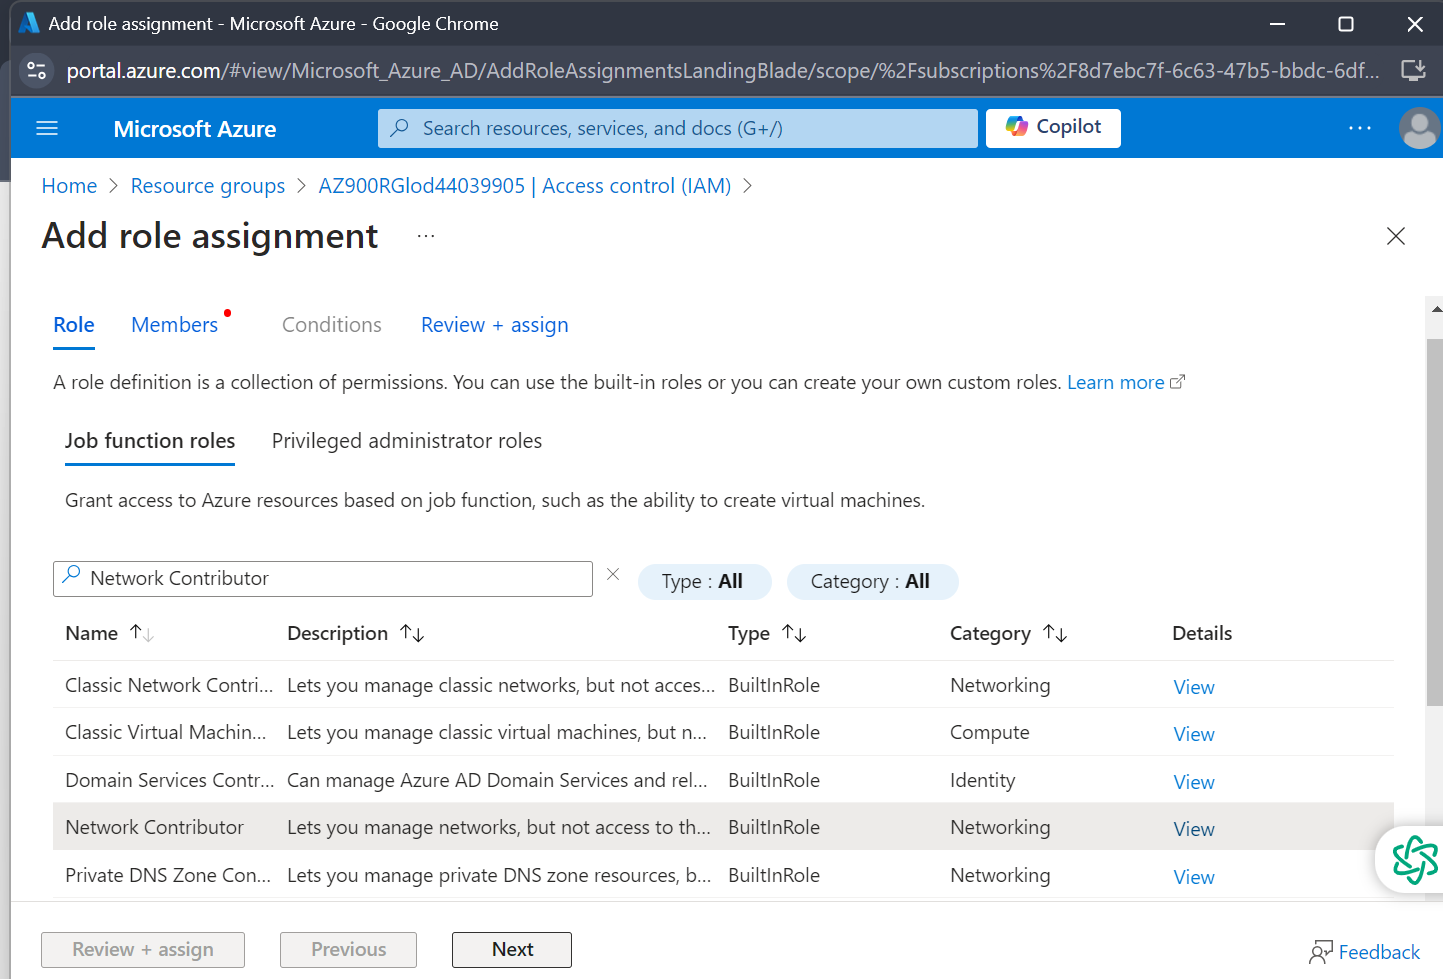 Add role assignment - Microsoft Azure - Google Chrome
portal.azure.com/#view/Microsoft_Azure_AD/AddRoleAssignmentsLandingBlade/scope/%2Fsubscriptions%2F8d7ebc7f-6c63-47b5-bbdc-6df...
Microsoft Azure
Search resources, services, and docs (G+/)
Copilot
Home > Resource groups > AZ900RGlod44039905 | Access control (IAM) >
Add role assignment ...
Role Members Conditions Review + assign
A role definition is a collection of permissions. You can use the built-in roles or you can create your own custom roles. Learn more
Job function roles Privileged administrator roles
Grant access to Azure resources based on job function, such as the ability to create virtual machines.
Network Contributor
Type : All
Category : All
Name Description Type Category Details
Classic Network Contri... Lets you manage classic networks, but not acces... BuiltInRole Networking View
Classic Virtual Machin... Lets you manage classic virtual machines, but n... BuiltInRole Compute View
Domain Services Contr... Can manage Azure AD Domain Services and rel... BuiltInRole Identity View
Network Contributor Lets you manage networks, but not access to th... BuiltInRole Networking View
Private DNS Zone Con... Lets you manage private DNS zone resources, b... BuiltInRole Networking View
Review + assign Previous Next Feedback